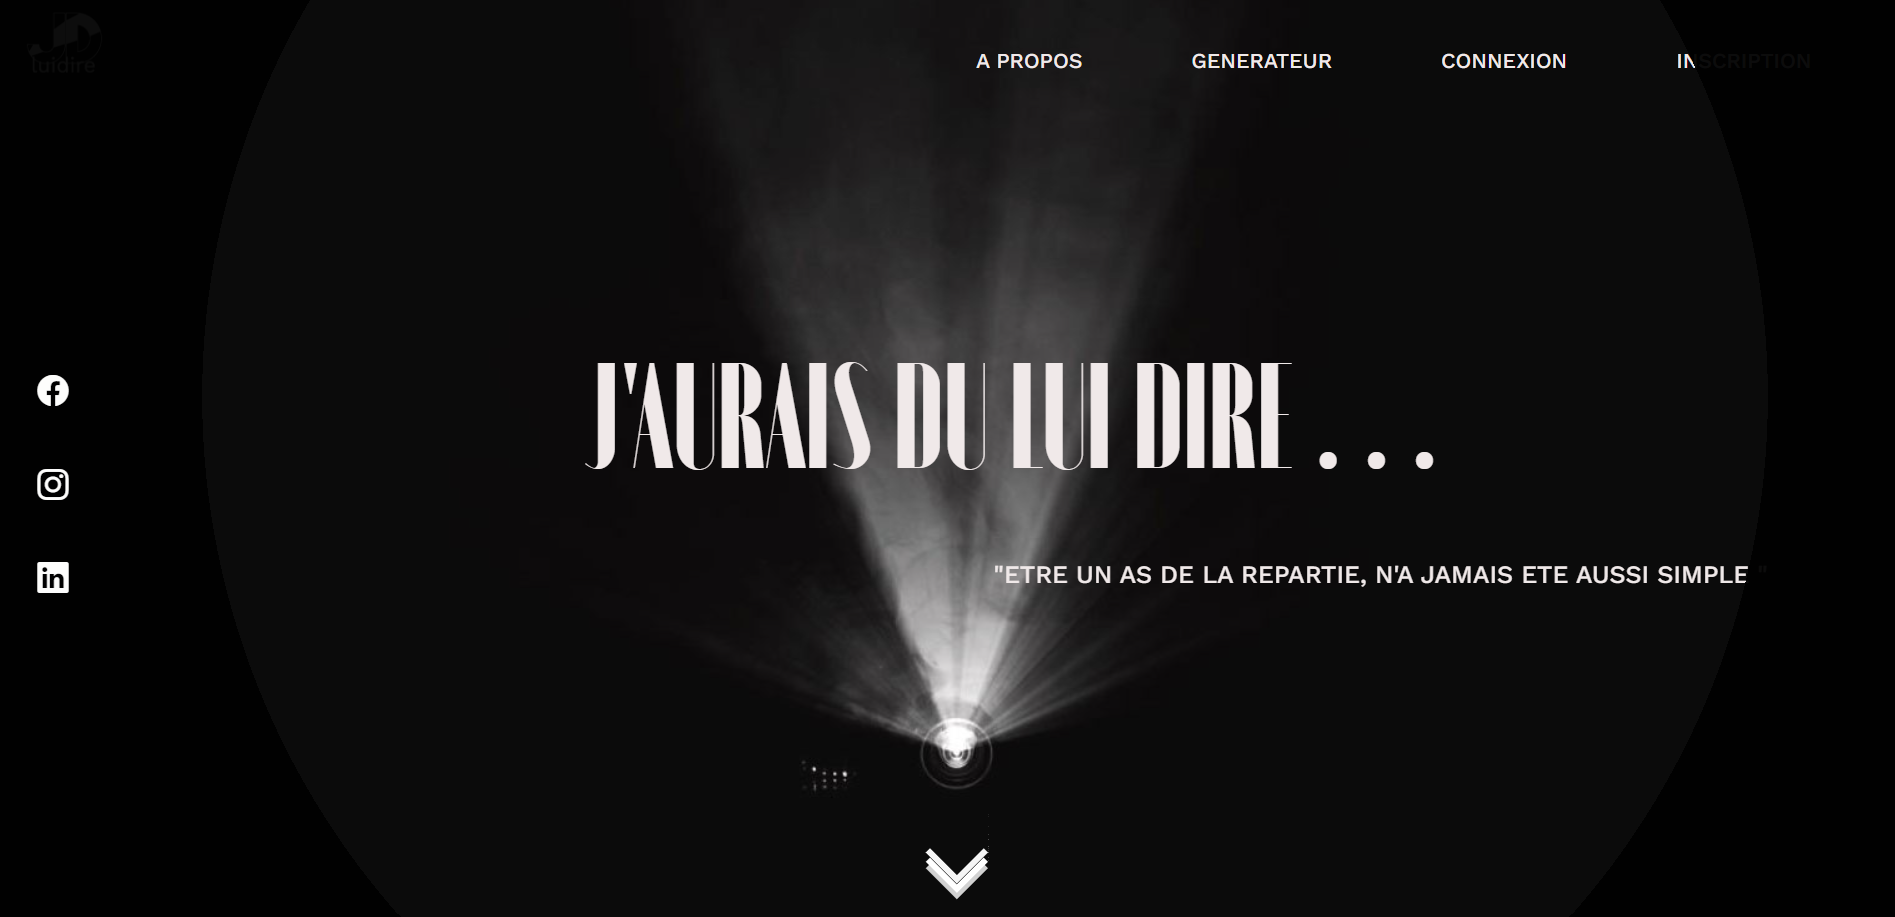 luidire
A PROPOS
GENERATEUR
CONNEXION
INSCRIPTION
J'AURAIS DU LUI DIRE . . .
"ETRE UN AS DE LA REPARTIE, N'A JAMAIS ETE AUSSI SIMPLE "